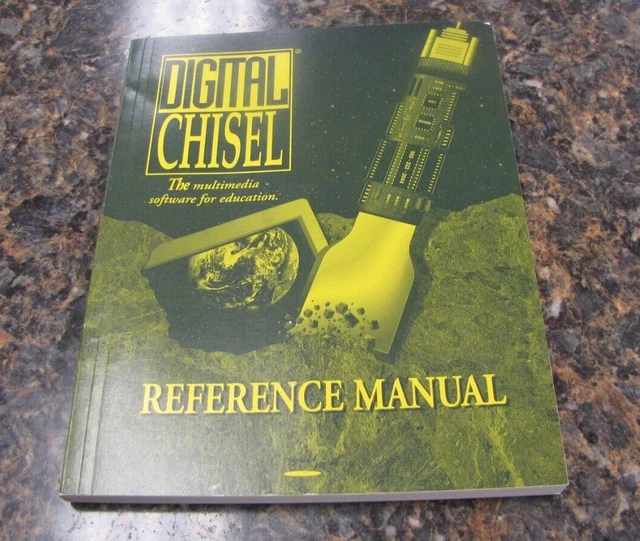 DIGITAL®
CHISEL
The multimedia
software for education.
REFERENCE MANUAL